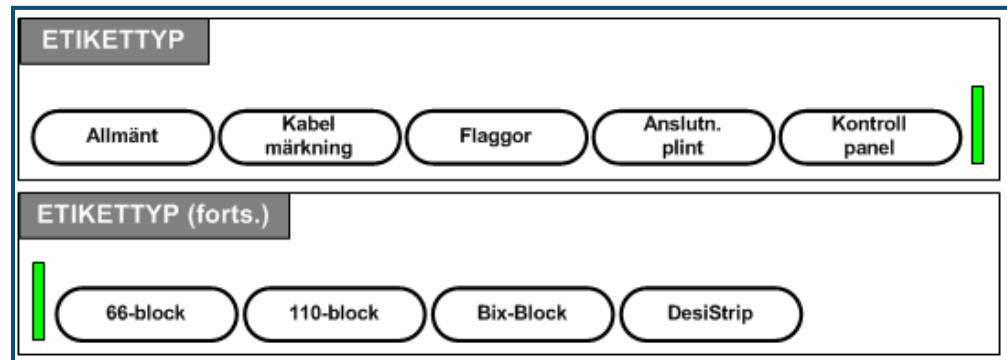 ETIKETTYP
Allmänt
Kabel
märkning
Flaggor
Anslutn.
plint
Kontroll
panel
ETIKETTYP (forts.)
66-block
110-block
Bix-Block
DesiStrip